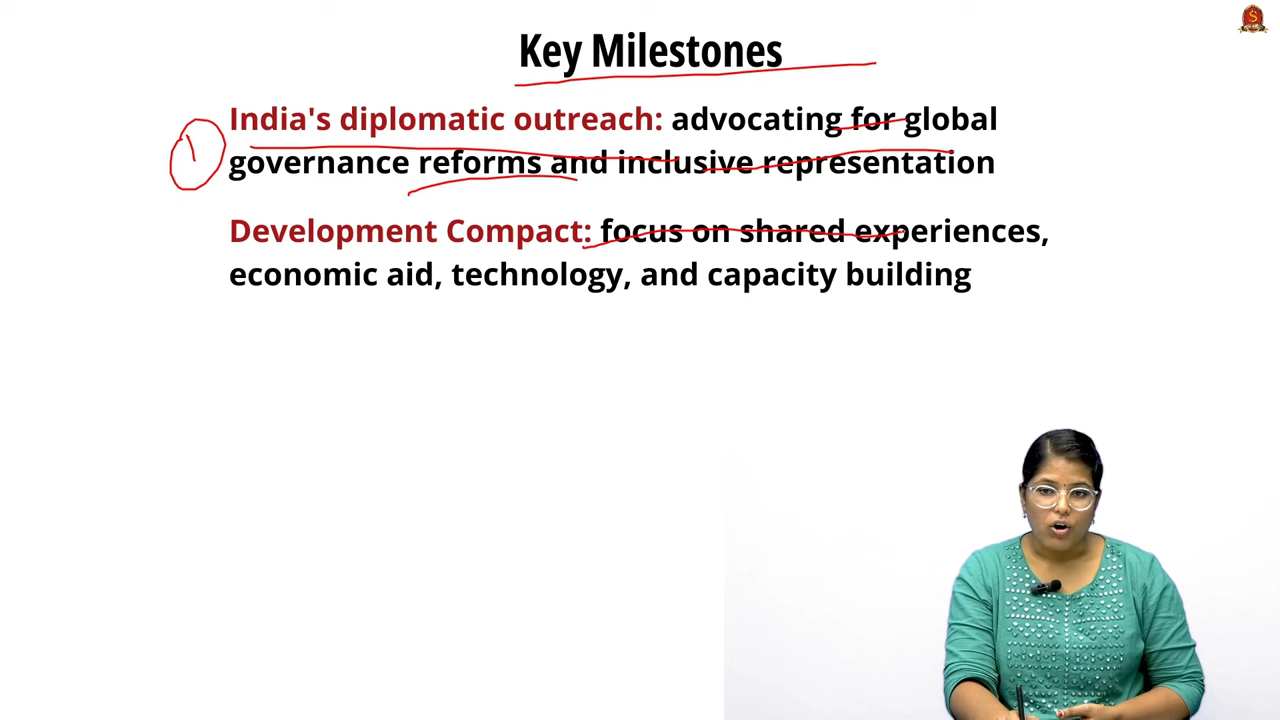 Key Milestones
India's diplomatic outreach: advocating for global
governance reforms and inclusive representation
Development Compact: focus on shared experiences,
economic aid, technology, and capacity building
1
S